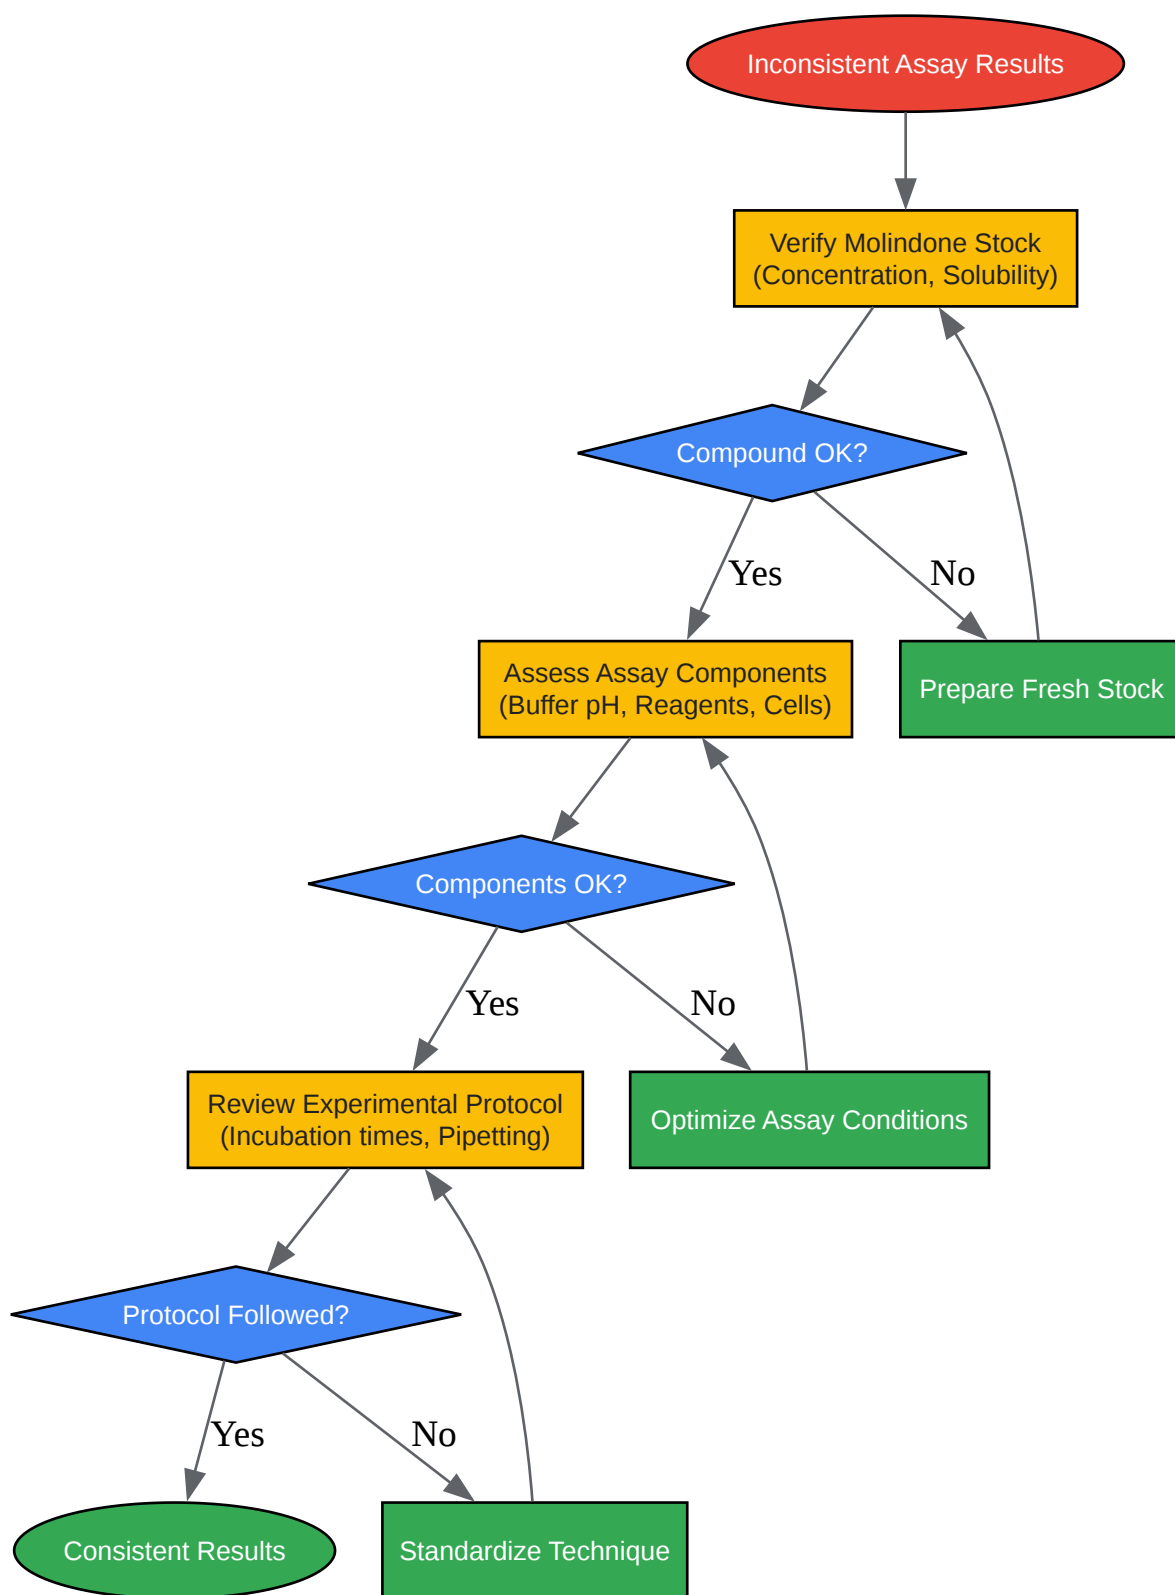 Inconsistent Assay Results
Verify Molindone Stock
(Concentration, Solubility)
Compound OK?
Yes
No
Assess Assay Components
(Buffer pH, Reagents, Cells)
Prepare Fresh Stock
Components OK?
Yes
No
Review Experimental Protocol
(Incubation times, Pipetting)
Optimize Assay Conditions
Protocol Followed?
Yes
No
Consistent Results
Standardize Technique